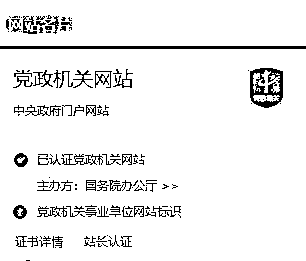 网站名片
党政机关网站
中央政府门户网站
已认证党政机关网站
主办方：国务院办公厅 >>
党政机关事业单位网站标识
证书详情 站长认证